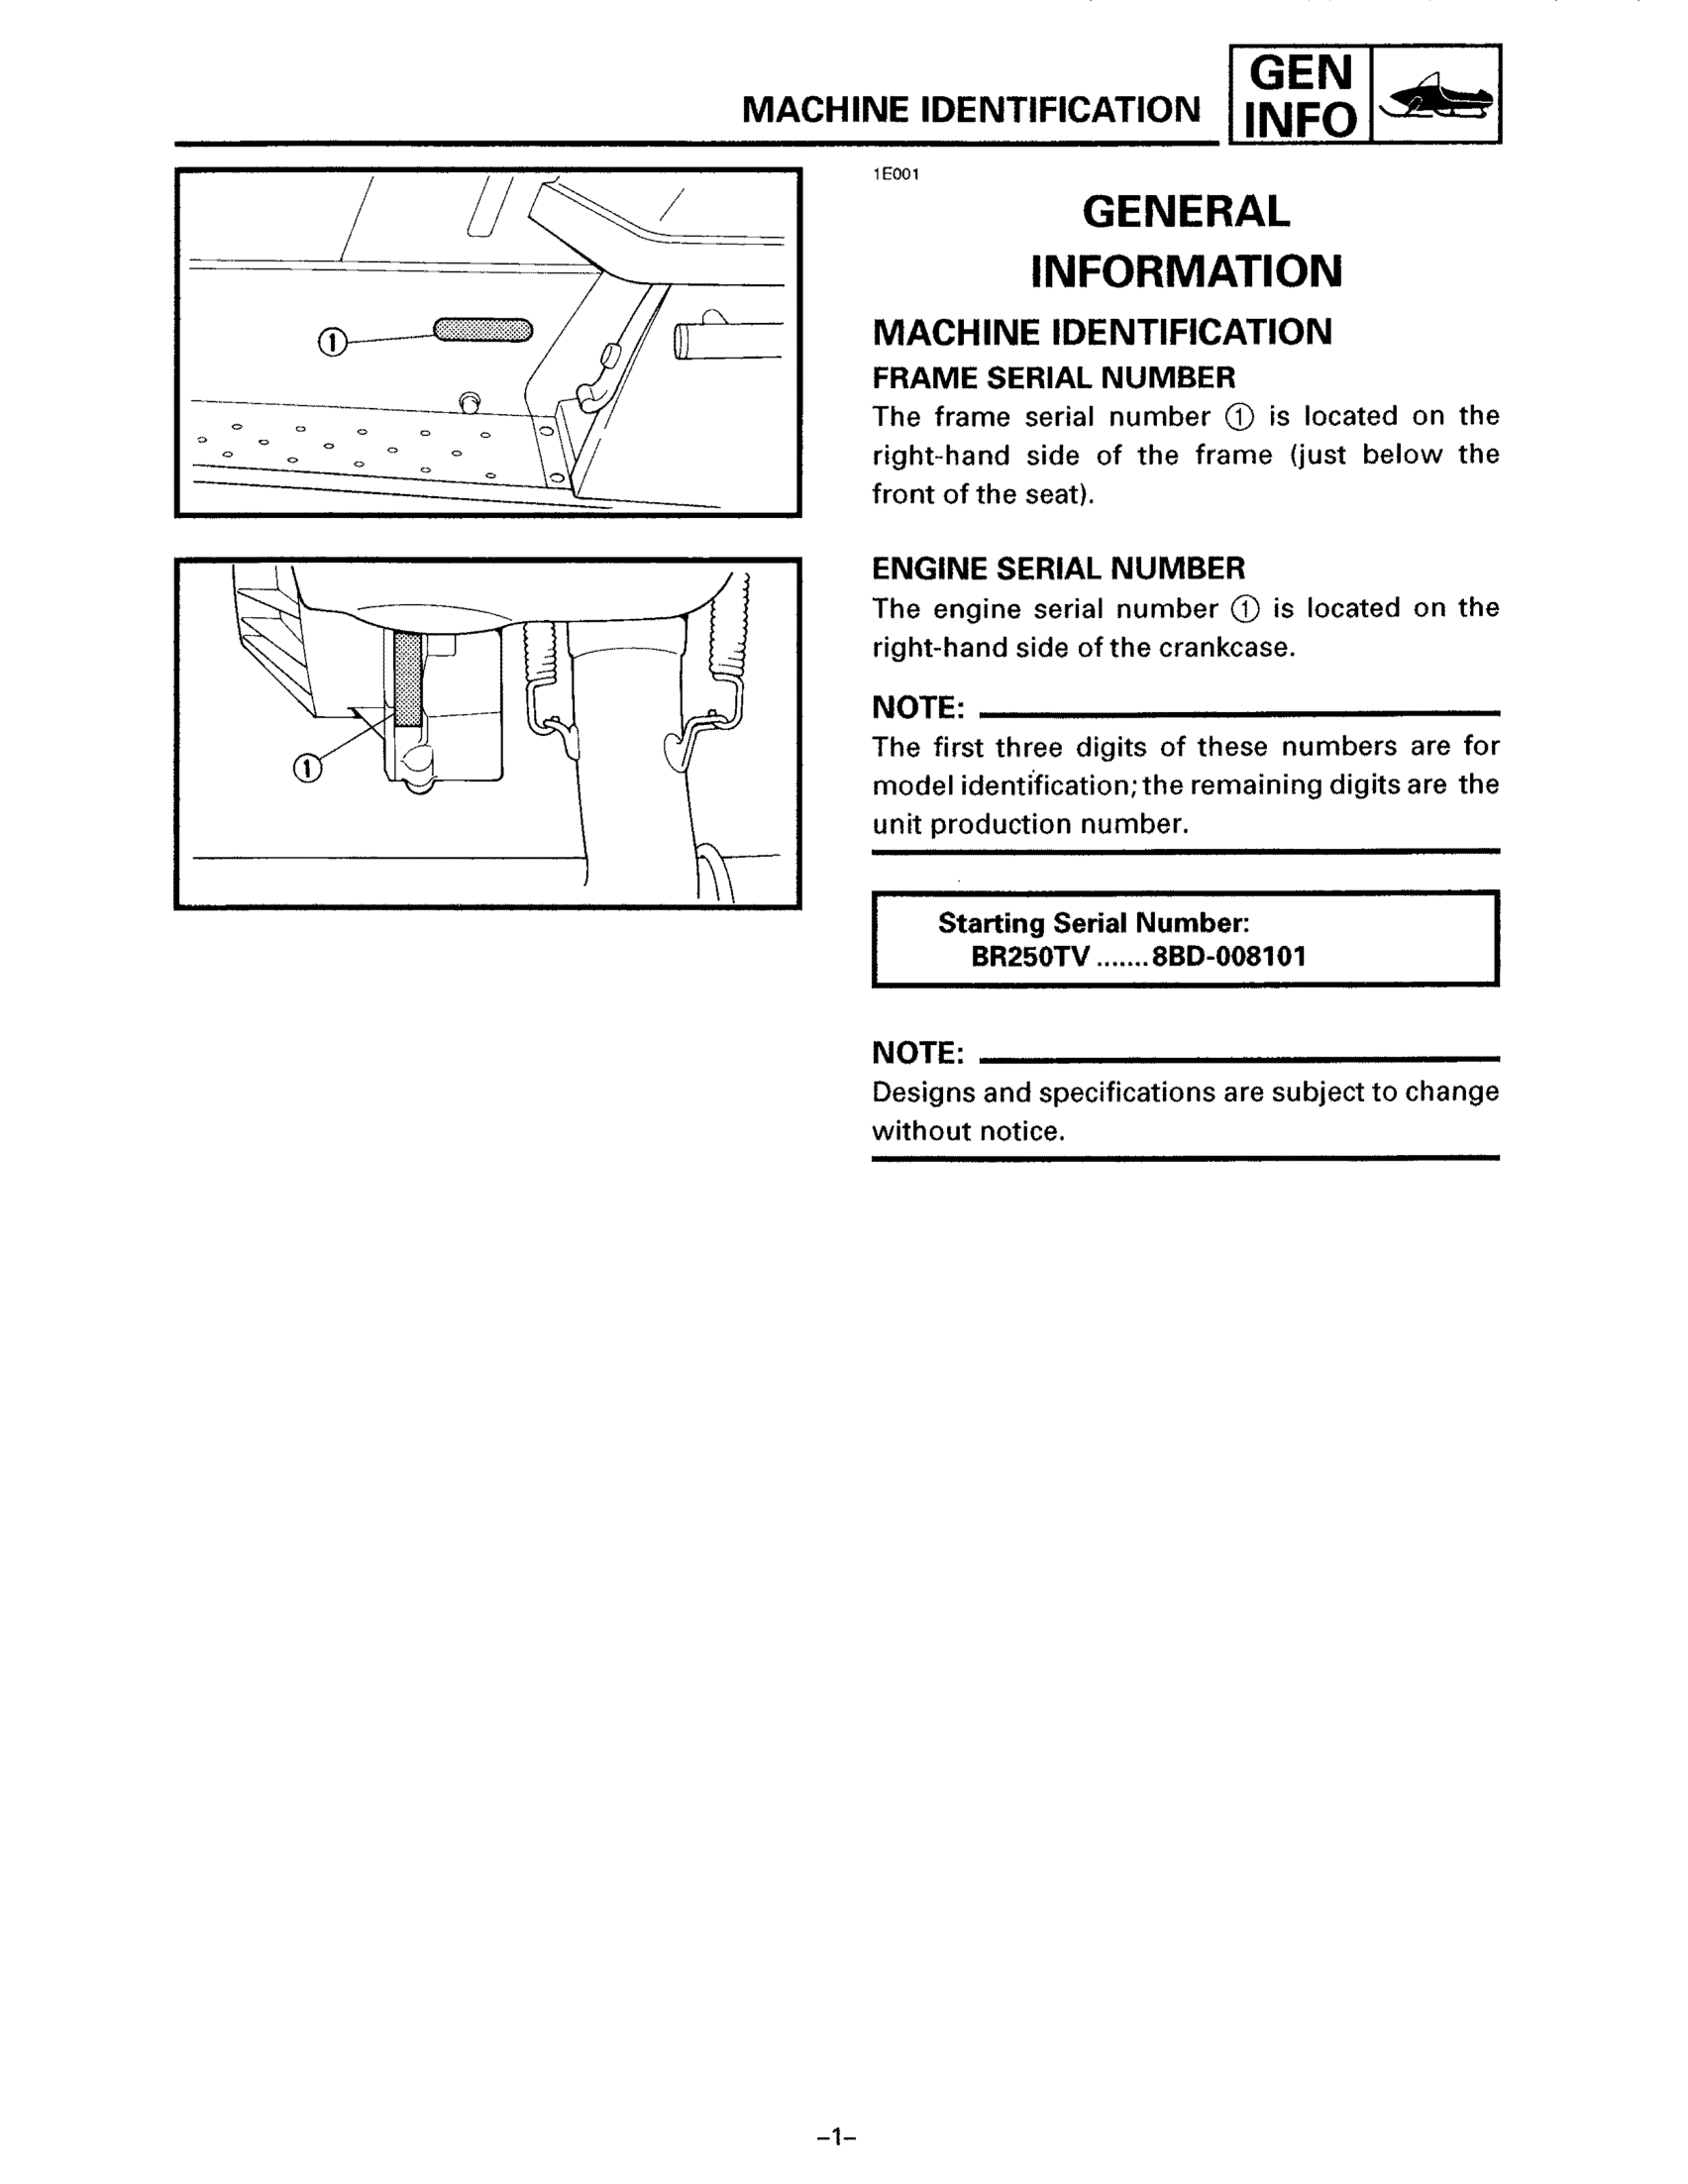 MACHINE IDENTIFICATION
GEN
INFO
1E001
GENERAL
INFORMATION
MACHINE IDENTIFICATION
FRAME SERIAL NUMBER
The frame serial number ① is located on the
right-hand side of the frame (just below the
front of the seat).
①
ENGINE SERIAL NUMBER
The engine serial number ① is located on the
right-hand side of the crankcase.
①
NOTE:
The first three digits of these numbers are for
model identification; the remaining digits are the
unit production number.
Starting Serial Number:
BR250TV .......8BD-008101
NOTE:
Designs and specifications are subject to change
without notice.
–1–